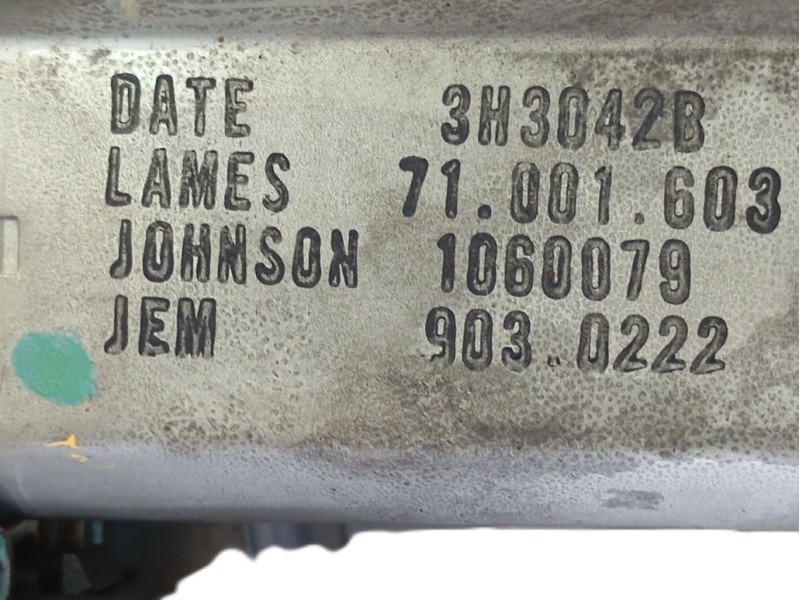 DATE 3H3042B
LAMES 71.001.603
JOHNSON 1060079
JEM 903.0222